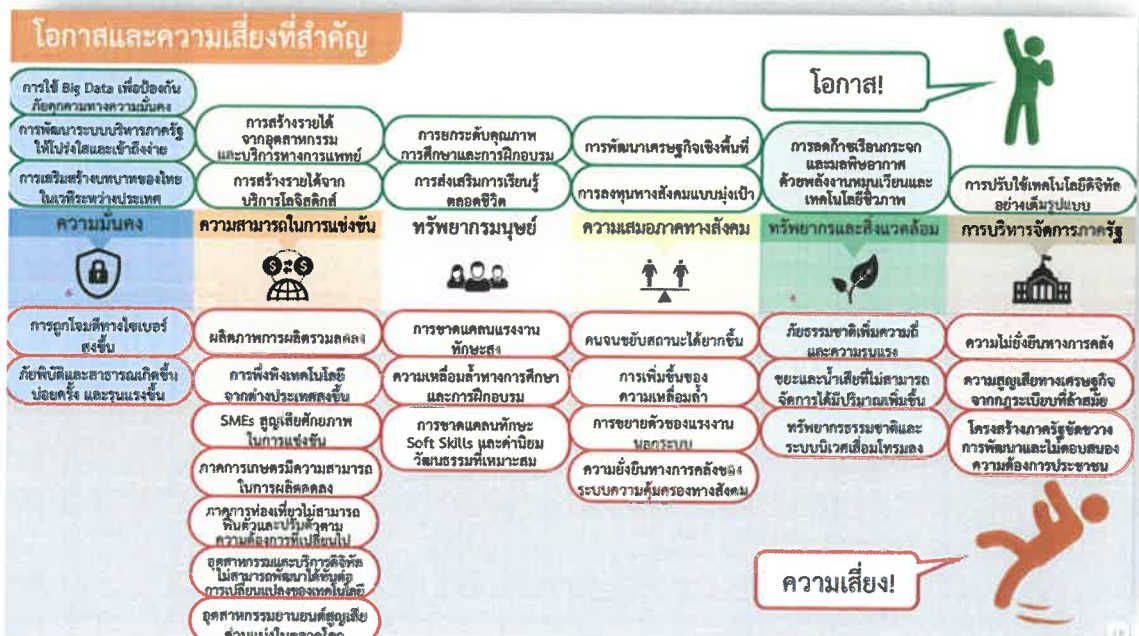 โอกาสและความเสี่ยงที่สำคัญ
โอกาส!
การใช้ Big Data เพื่อป้องกัน
ภัยคุกคามทางความมั่นคง
การพัฒนาระบบบริหารภาครัฐ
ให้โปร่งใสและเข้าถึงง่าย
การเสริมสร้างบทบาทของไทย
ในเวทีระหว่างประเทศ
การสร้างรายได้
จากอุตสาหกรรม
และบริการทางการแพทย์
การสร้างรายได้จาก
บริการโลจิสติกส์
การยกระดับคุณภาพ
การศึกษาและการฝึกอบรม
การส่งเสริมการเรียนรู้
ตลอดชีวิต
การพัฒนาเศรษฐกิจเชิงพื้นที่
การลงทุนทางสังคมแบบมุ่งเป้า
การลดก๊าซเรือนกระจก
และมลพิษอากาศ
ด้วยพลังงานหมุนเวียนและ
เทคโนโลยีชีวภาพ
การปรับใช้เทคโนโลยีดิจิทัล
อย่างเต็มรูปแบบ
ความมั่นคง
ความสามารถในการแข่งขัน
ทรัพยากรมนุษย์
ความเสมอภาคทางสังคม
ทรัพยากรและสิ่งแวดล้อม
การบริหารจัดการภาครัฐ
การถูกโจมตีทางไซเบอร์
สูงขึ้น
ภัยพิบัติและสาธารณเกิดขึ้น
บ่อยครั้ง และรุนแรงขึ้น
ผลิตภาพการผลิตรวมลดลง
การพึ่งพิงเทคโนโลยี
จากต่างประเทศสูงขึ้น
SMEs สูญเสียศักยภาพ
ในการแข่งขัน
ภาคการเกษตรมีความสามารถ
ในการผลิตลดลง
ภาคการท่องเที่ยวไม่สามารถ
ฟื้นตัวและปรับตัวตาม
ความต้องการที่เปลี่ยนไป
อุตสาหกรรมและบริการดิจิทัล
ไม่สามารถพัฒนาได้ทันต่อ
การเปลี่ยนแปลงของเทคโนโลยี
อุตสาหกรรมยานยนต์สูญเสีย
ส่วนแบ่งในตลาดโลก
การขาดแคลนแรงงาน
ทักษะสูง
ความเหลื่อมล้ำทางการศึกษา
และการฝึกอบรม
การขาดแคลนทักษะ
Soft Skills และค่านิยม
วัฒนธรรมที่เหมาะสม
คนจนขยับสถานะได้ยากขึ้น
การเพิ่มขึ้นของ
ความเหลื่อมล้ำ
การขยายตัวของแรงงาน
นอกระบบ
ความยั่งยืนทางการคลังของ
ระบบความคุ้มครองทางสังคม
ภัยธรรมชาติเพิ่มความถี่
และความรุนแรง
ขยะและน้ำเสียที่ไม่สามารถ
จัดการได้มีปริมาณเพิ่มขึ้น
ทรัพยากรธรรมชาติและ
ระบบนิเวศเสื่อมโทรมลง
ความไม่ยั่งยืนทางการคลัง
ความสูญเสียทางเศรษฐกิจ
จากกฎระเบียบที่ล้าสมัย
โครงสร้างภาครัฐขัดขวาง
การพัฒนาและไม่ตอบสนอง
ความต้องการประชาชน
ความเสี่ยง!